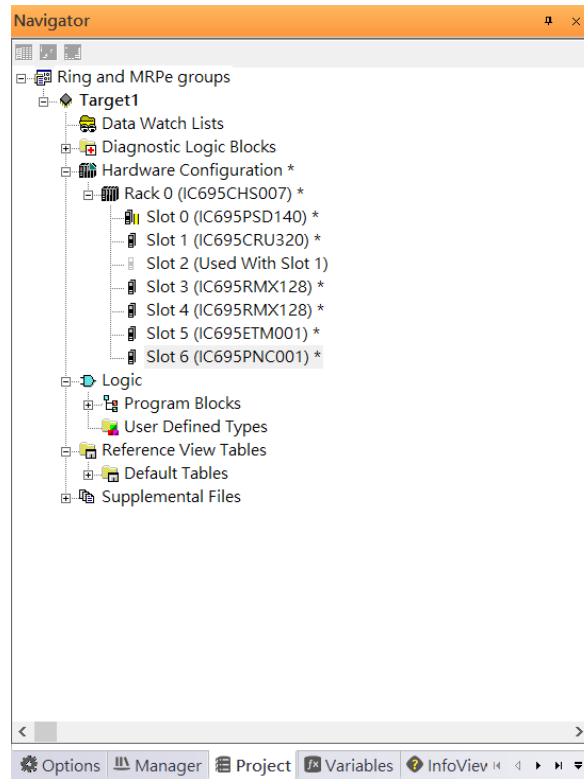 Navigator
Ring and MRPe groups
Target1
Data Watch Lists
Diagnostic Logic Blocks
Hardware Configuration *
Rack 0 (IC695CHS007) *
Slot 0 (IC695PSD140) *
Slot 1 (IC695CRU320) *
Slot 2 (Used With Slot 1)
Slot 3 (IC695RMX128) *
Slot 4 (IC695RMX128) *
Slot 5 (IC695ETM001) *
Slot 6 (IC695PNC001) *
Logic
Program Blocks
User Defined Types
Reference View Tables
Default Tables
Supplemental Files
Options Manager Project Variables InfoView